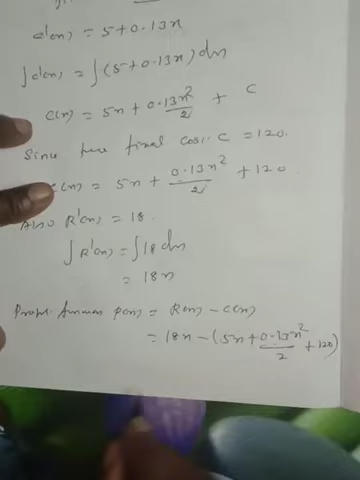 c'(x) = 5 + 0.13x
∫c'(x) = ∫(5 + 0.13x) dx
c(x) = 5x + 0.13x²/2 + C
Since fixed cost C = 120.
c(x) = 5x + 0.13x²/2 + 120.
Also R'(x) = 18.
∫R'(x) = ∫18 dx
= 18x
Profit function p(x) = R(x) - c(x)
= 18x - (5x + 0.13x²/2 + 120)